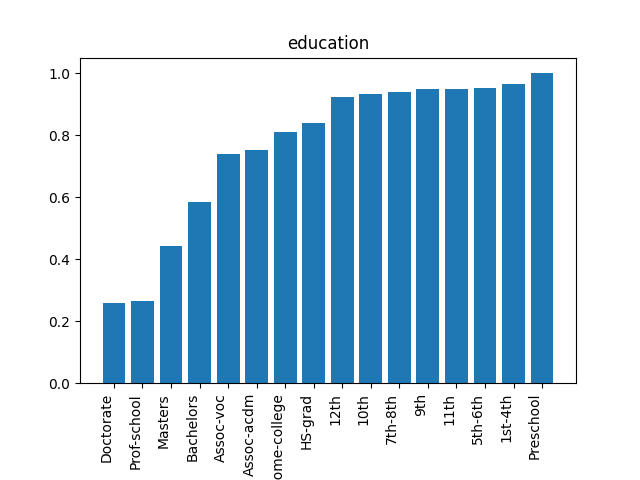 education
1.0
0.8
0.6
0.4
0.2
0.0
Doctorate
Prof-school
Masters
Bachelors
Assoc-voc
Assoc-acdm
ome-college
HS-grad
12th
10th
7th-8th
9th
11th
5th-6th
1st-4th
Preschool